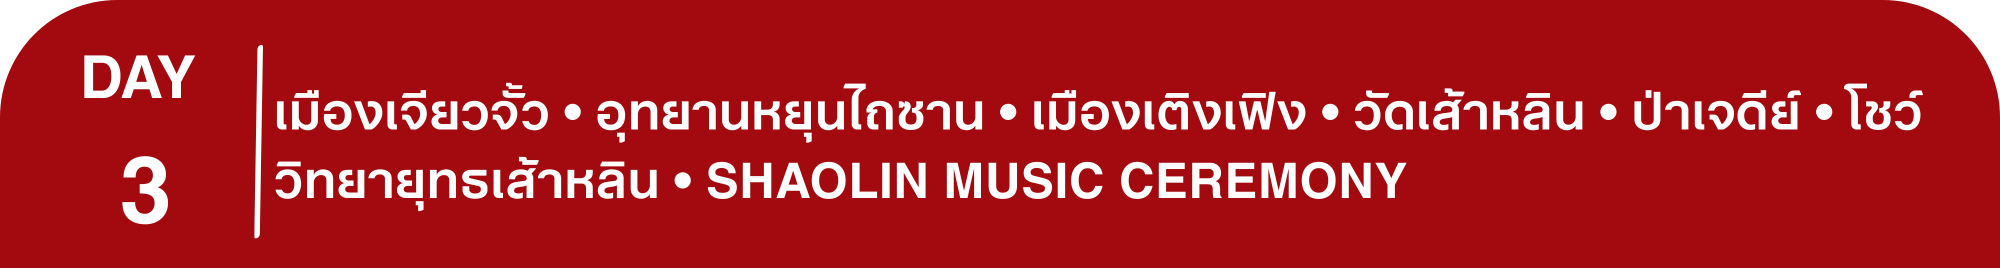 DAY
3
เมืองเจียวจั้ว • อุทยานหยุนไถซาน • เมืองเติงเฟิง • วัดเส้าหลิน • ป่าเจดีย์ • โชว์
วิทยายุทธเส้าหลิน • SHAOLIN MUSIC CEREMONY